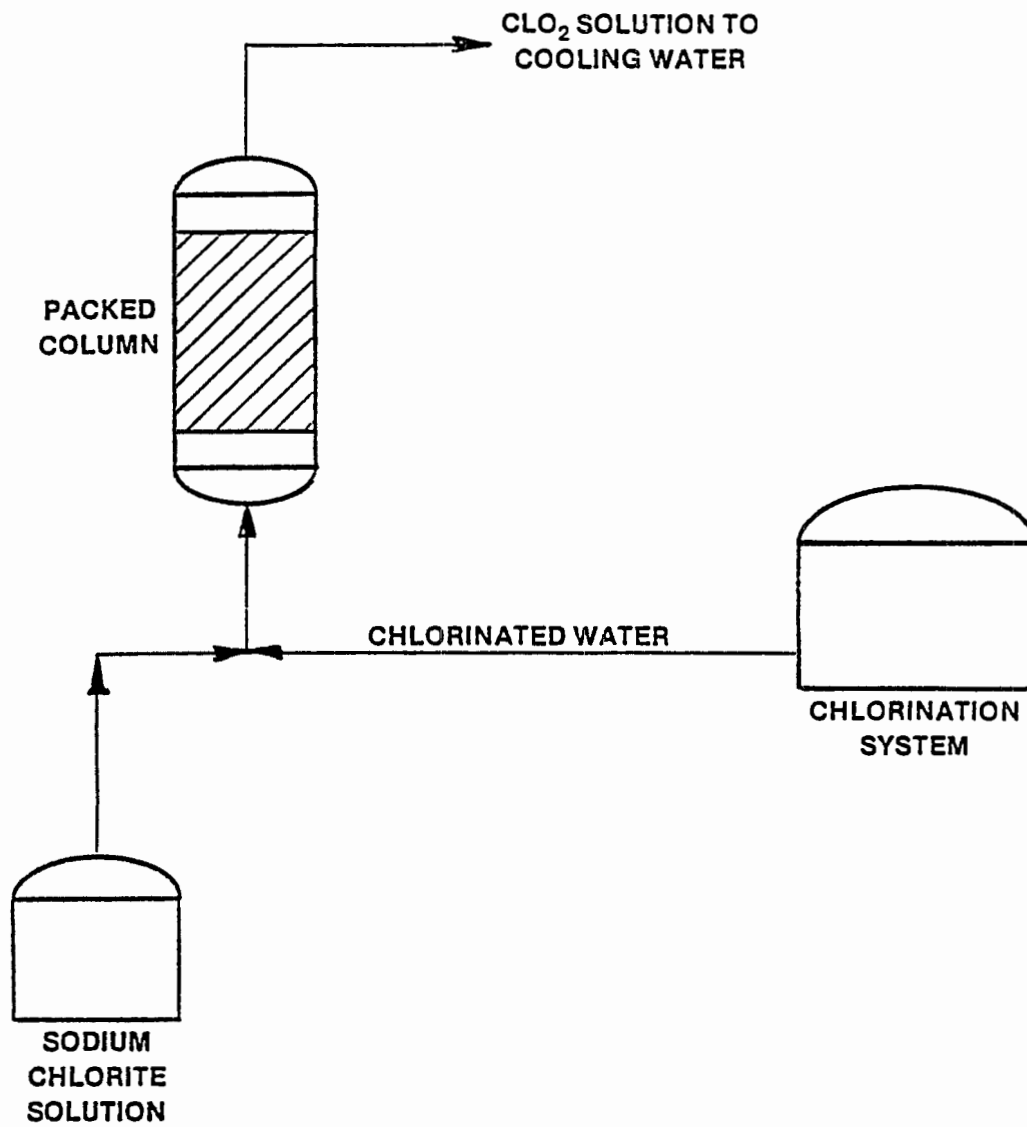 CLO₂ SOLUTION TO
COOLING WATER
PACKED
COLUMN
CHLORINATED WATER
CHLORINATION
SYSTEM
SODIUM
CHLORITE
SOLUTION